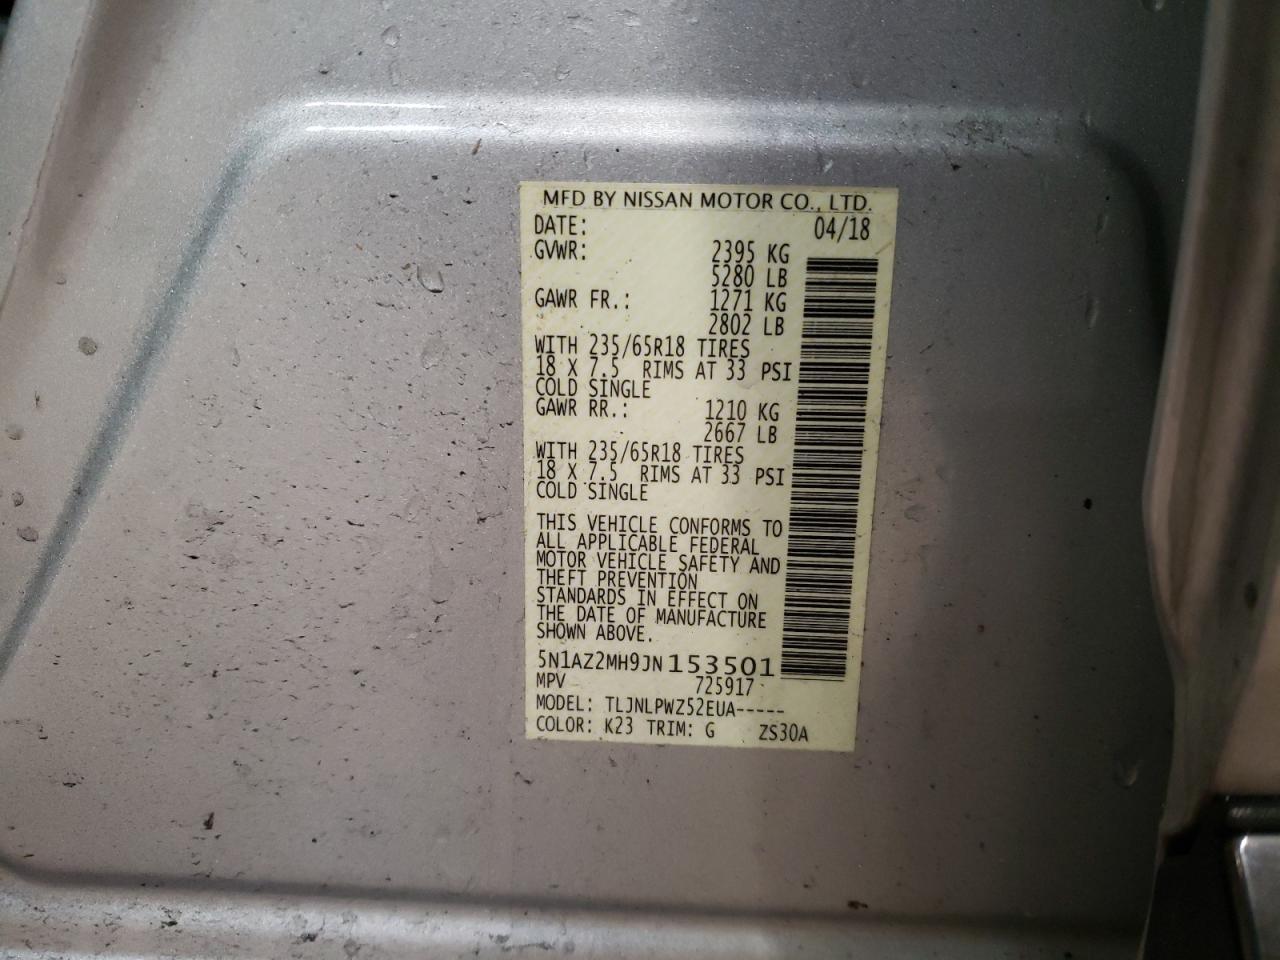 MFD BY NISSAN MOTOR CO., LTD.
DATE: 04/18
GVWR: 2395 KG
5280 LB
GAWR FR.: 1271 KG
2802 LB
WITH 235/65R18 TIRES
18 X 7.5 RIMS AT 33 PSI
COLD SINGLE
GAWR RR.: 1210 KG
2667 LB
WITH 235/65R18 TIRES
18 X 7.5 RIMS AT 33 PSI
COLD SINGLE
THIS VEHICLE CONFORMS TO
ALL APPLICABLE FEDERAL
MOTOR VEHICLE SAFETY AND
THEFT PREVENTION
STANDARDS IN EFFECT ON
THE DATE OF MANUFACTURE
SHOWN ABOVE.
5N1AZ2MH9JN153501
MPV 725917
MODEL: TLJNLPWZ52EUA-----
COLOR: K23 TRIM: G ZS30A